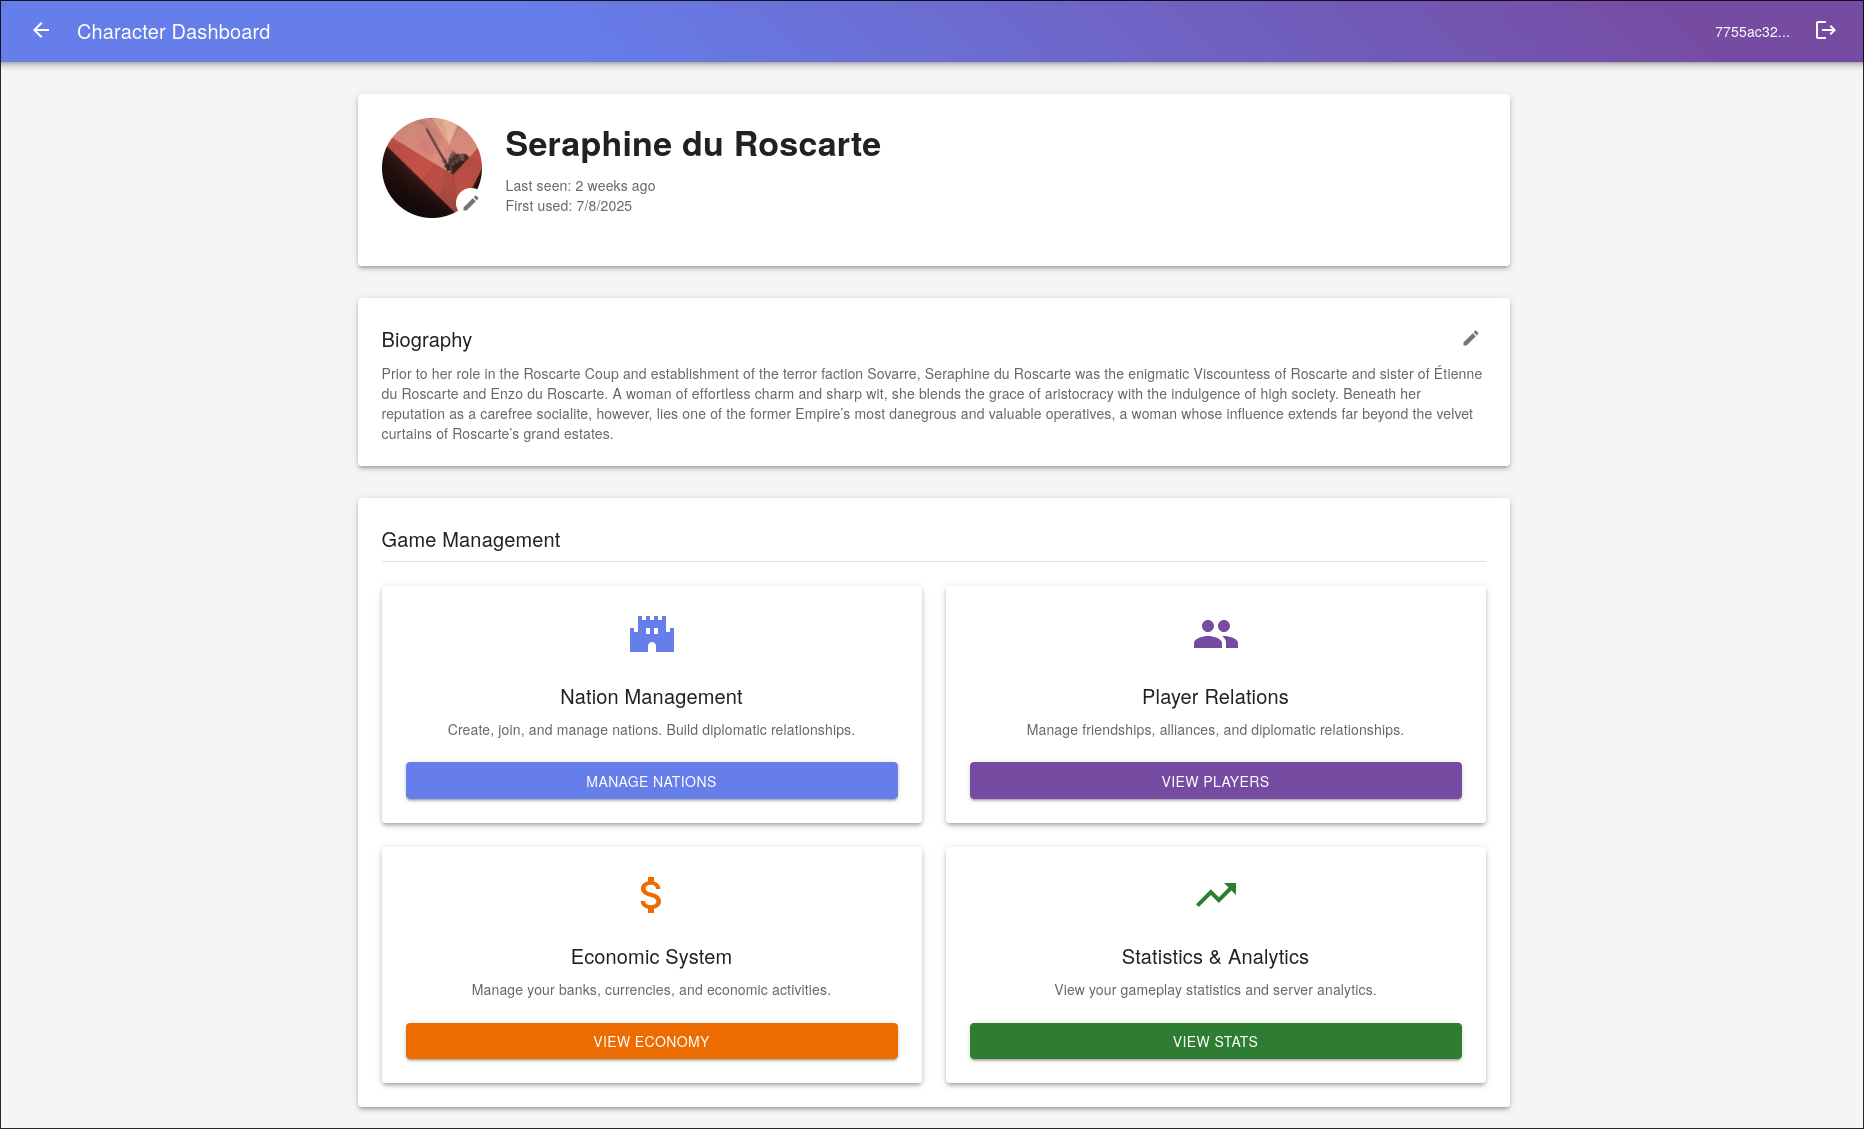 Character Dashboard
7755ac32...
Seraphine du Roscarte
Last seen: 2 weeks ago
First used: 7/8/2025
Biography
Prior to her role in the Roscarte Coup and establishment of the terror faction Sovarre, Seraphine du Roscarte was the enigmatic Viscountess of Roscarte and sister of Étienne
du Roscarte and Enzo du Roscarte. A woman of effortless charm and sharp wit, she blends the grace of aristocracy with the indulgence of high society. Beneath her
reputation as a carefree socialite, however, lies one of the former Empire’s most danegrous and valuable operatives, a woman whose influence extends far beyond the velvet
curtains of Roscarte’s grand estates.
Game Management
Nation Management
Create, join, and manage nations. Build diplomatic relationships.
MANAGE NATIONS
Player Relations
Manage friendships, alliances, and diplomatic relationships.
VIEW PLAYERS
Economic System
Manage your banks, currencies, and economic activities.
VIEW ECONOMY
Statistics & Analytics
View your gameplay statistics and server analytics.
VIEW STATS